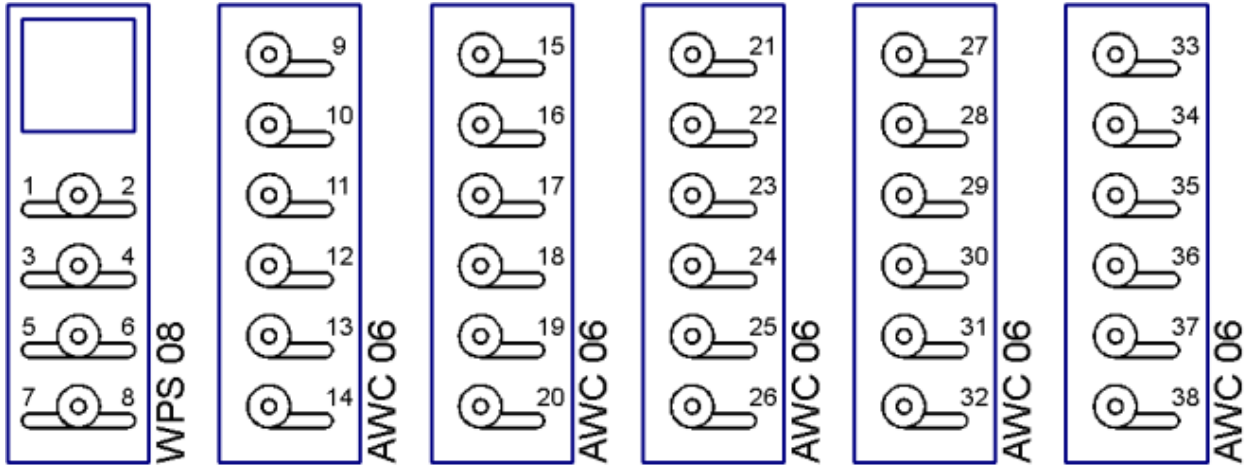 9 15 21 27 33
10 16 22 28 34
1 2 11 17 23 29 35
3 4 12 18 24 30 36
5 6 13 19 25 31 37
7 8 14 20 26 32 38
WPS 08
AWC 06
AWC 06
AWC 06
AWC 06
AWC 06